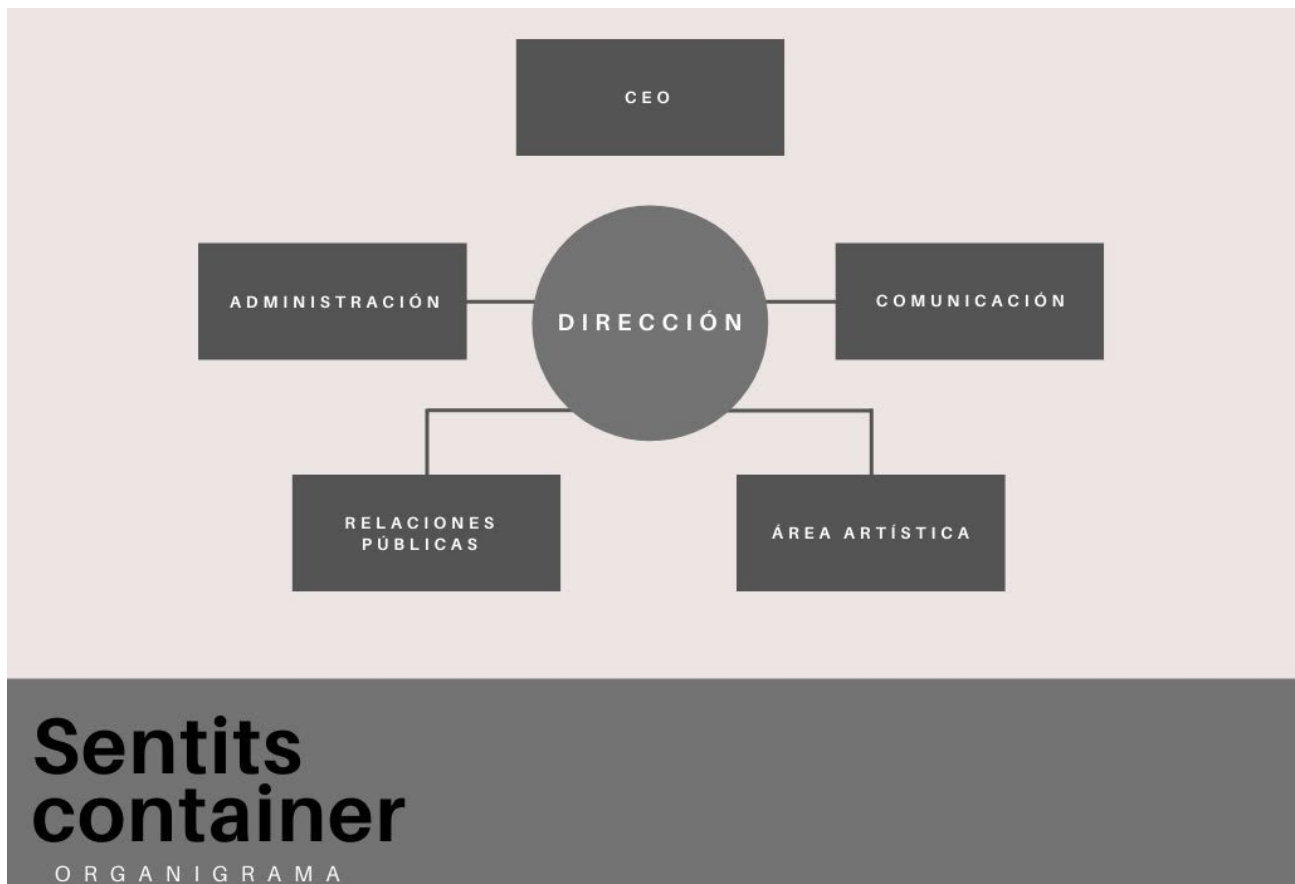 CEO
ADMINISTRACIÓN
DIRECCIÓN
COMUNICACIÓN
RELACIONES
PÚBLICAS
ÁREA ARTÍSTICA
Sentits
container
ORGANIGRAMA